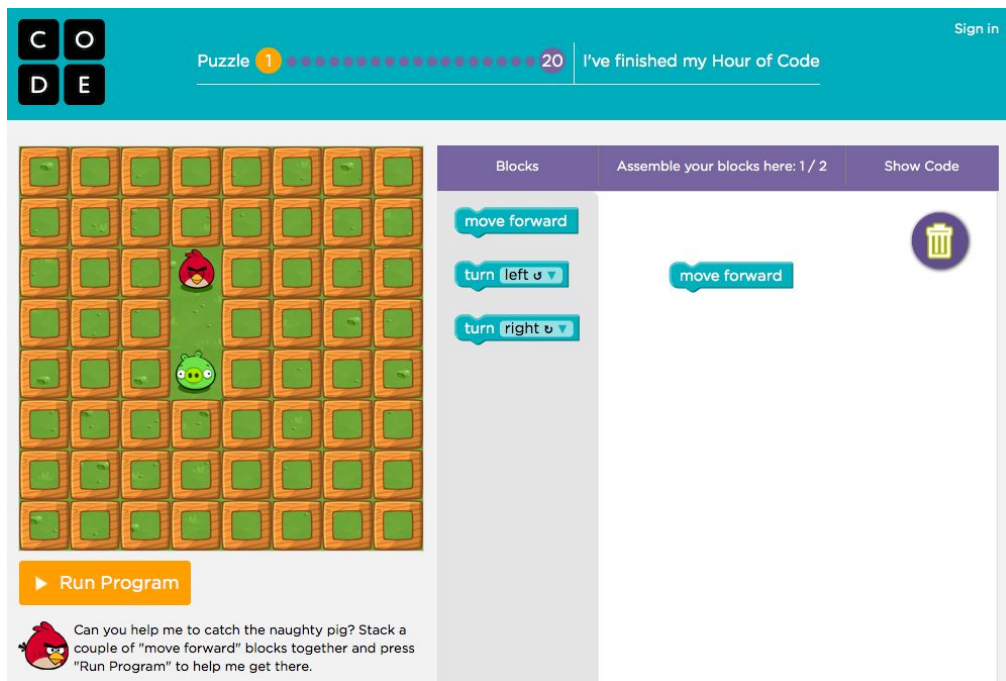 C O
D E
Sign in
Puzzle 1 20 I've finished my Hour of Code
Blocks Assemble your blocks here: 1 / 2 Show Code
move forward
turn left ↺ ▼
turn right ↻ ▼
move forward
Run Program
Can you help me to catch the naughty pig? Stack a
couple of "move forward" blocks together and press
"Run Program" to help me get there.